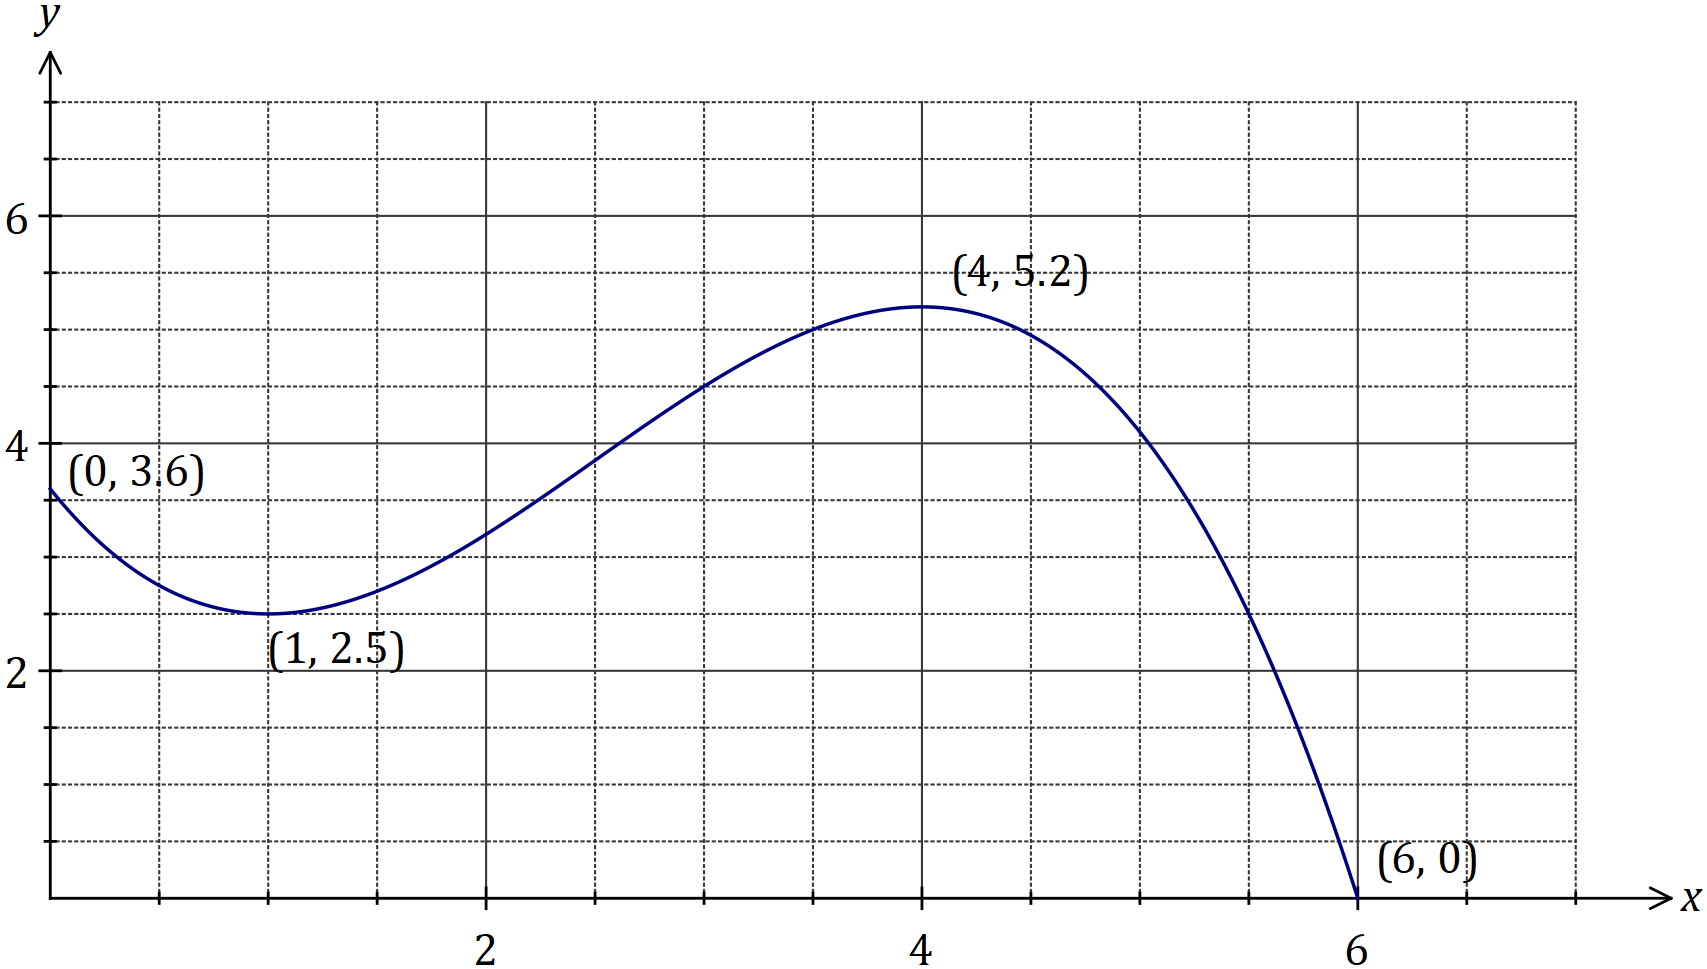 y
6
(4, 5.2)
4
(0, 3.6)
(1, 2.5)
2
(6, 0)
x
2 4 6